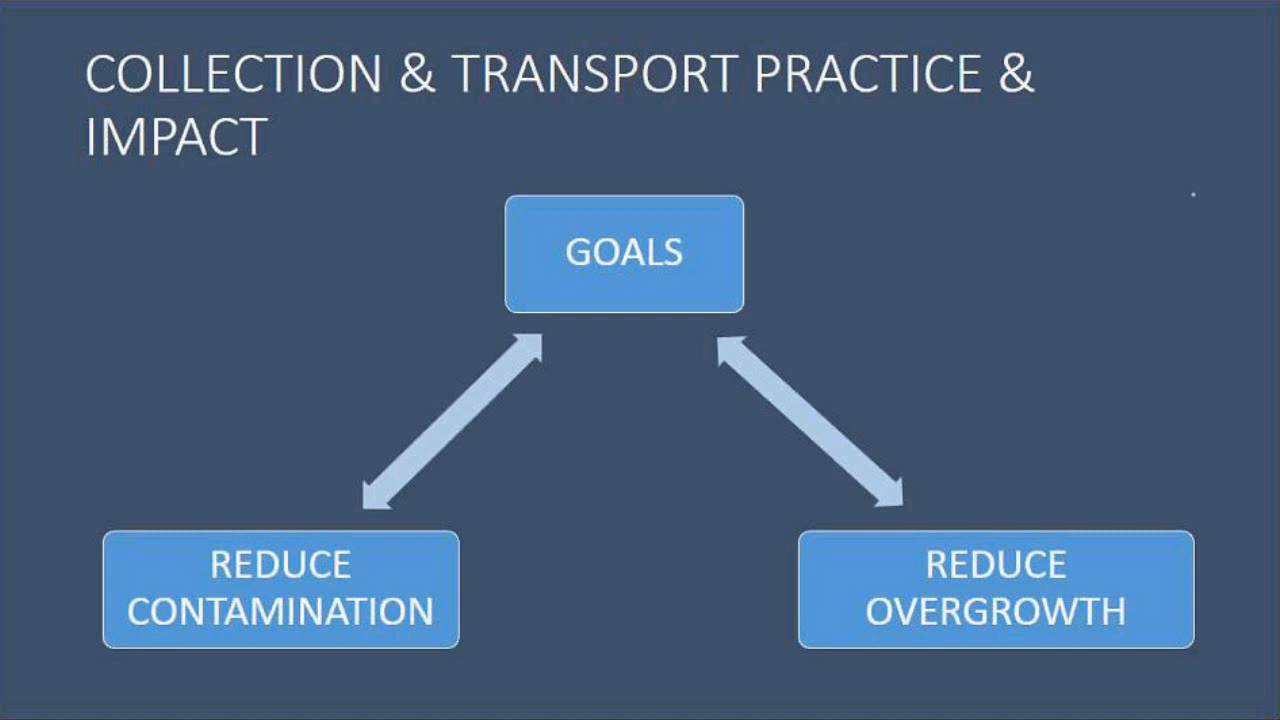 COLLECTION & TRANSPORT PRACTICE &
IMPACT
GOALS
REDUCE
CONTAMINATION
REDUCE
OVERGROWTH